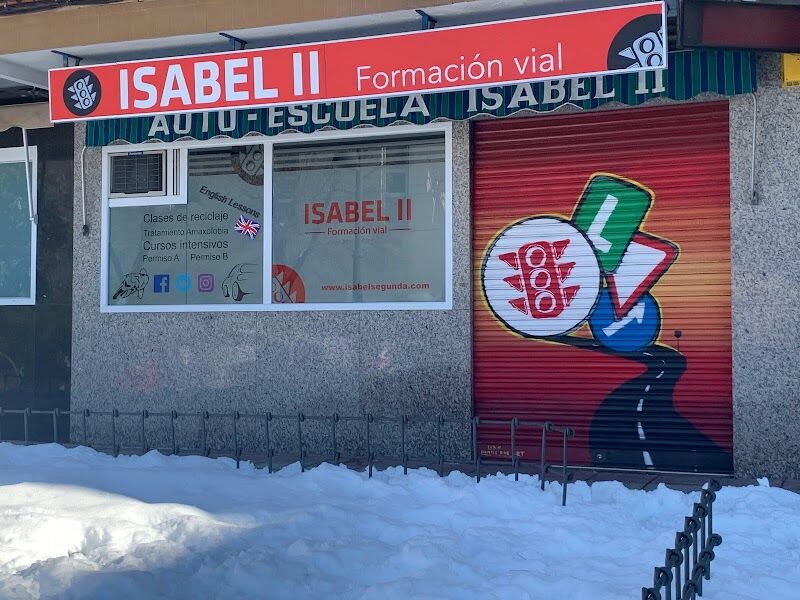 ISABEL II Formación vial
AUTO-ESCUELA ISABEL II
English Lessons
Clases de reciclaje
Tratamiento Amaxofobia
Cursos intensivos
Permiso A Permiso B
ISABEL II
Formación vial
www.isabelsegunda.com
L